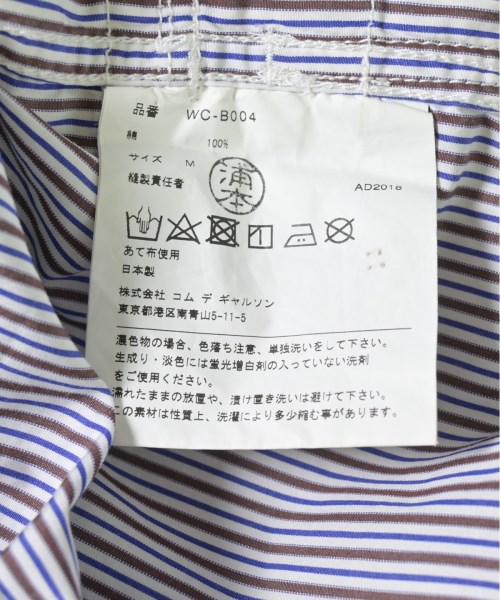 品番 WC-B004
綿 100%
サイズ M
縫製責任者 浦本 AD2018
あて布使用
日本製
株式会社 コム デ ギャルソン
東京都港区南青山5-11-5
濃色物の場合、色落ち注意、単独洗いをして下さい。
生成り・淡色には蛍光増白剤の入っていない洗剤
をご使用ください。
濡れたままの放置や、漬け置き洗いは避けて下さい。
この素材は性質上、洗濯により多少縮む事があります。